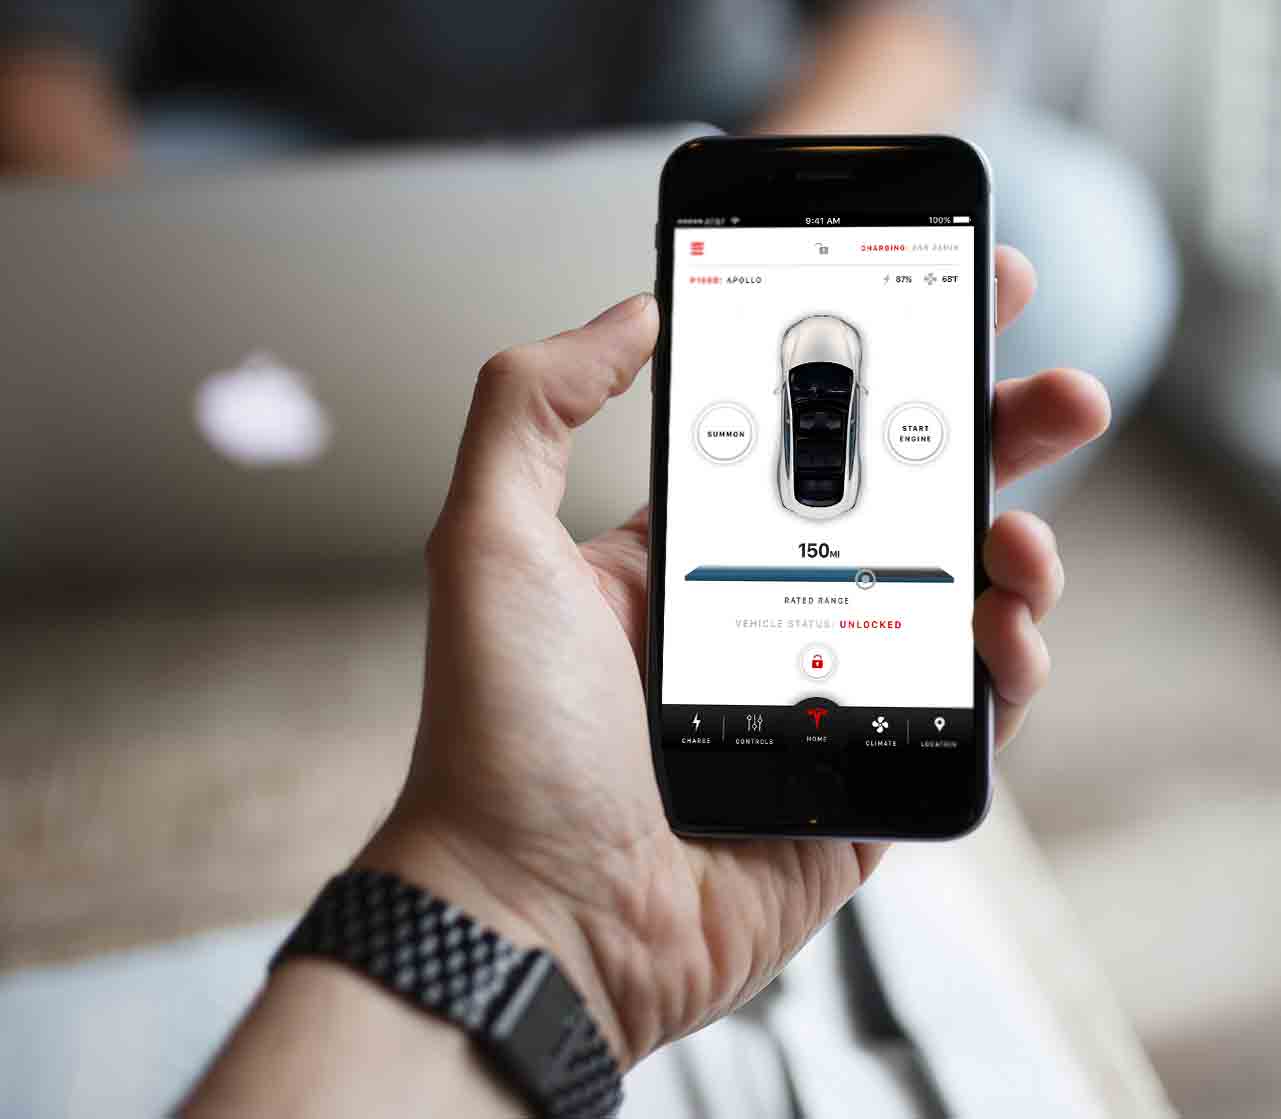 9:41 AM 100%
CHARGING:
APOLLO 87% 68°F
SUMMON
START
ENGINE
150MI
RATED RANGE
VEHICLE STATUS: UNLOCKED
CHARGE CONTROLS HOME CLIMATE LOCATION